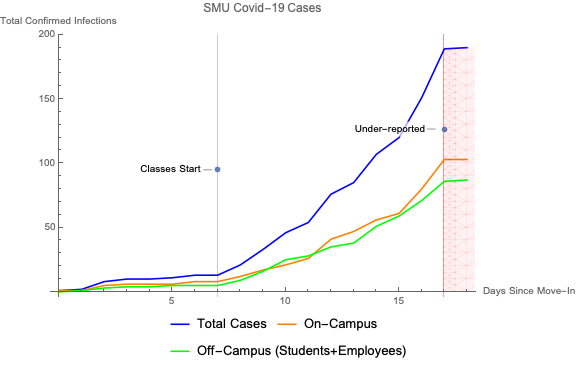 SMU Covid-19 Cases
Total Confirmed Infections
200
150
Under-reported
100
Classes Start
50
5
10
15
Days Since Move-In
Total Cases
On-Campus
Off-Campus (Students+Employees)